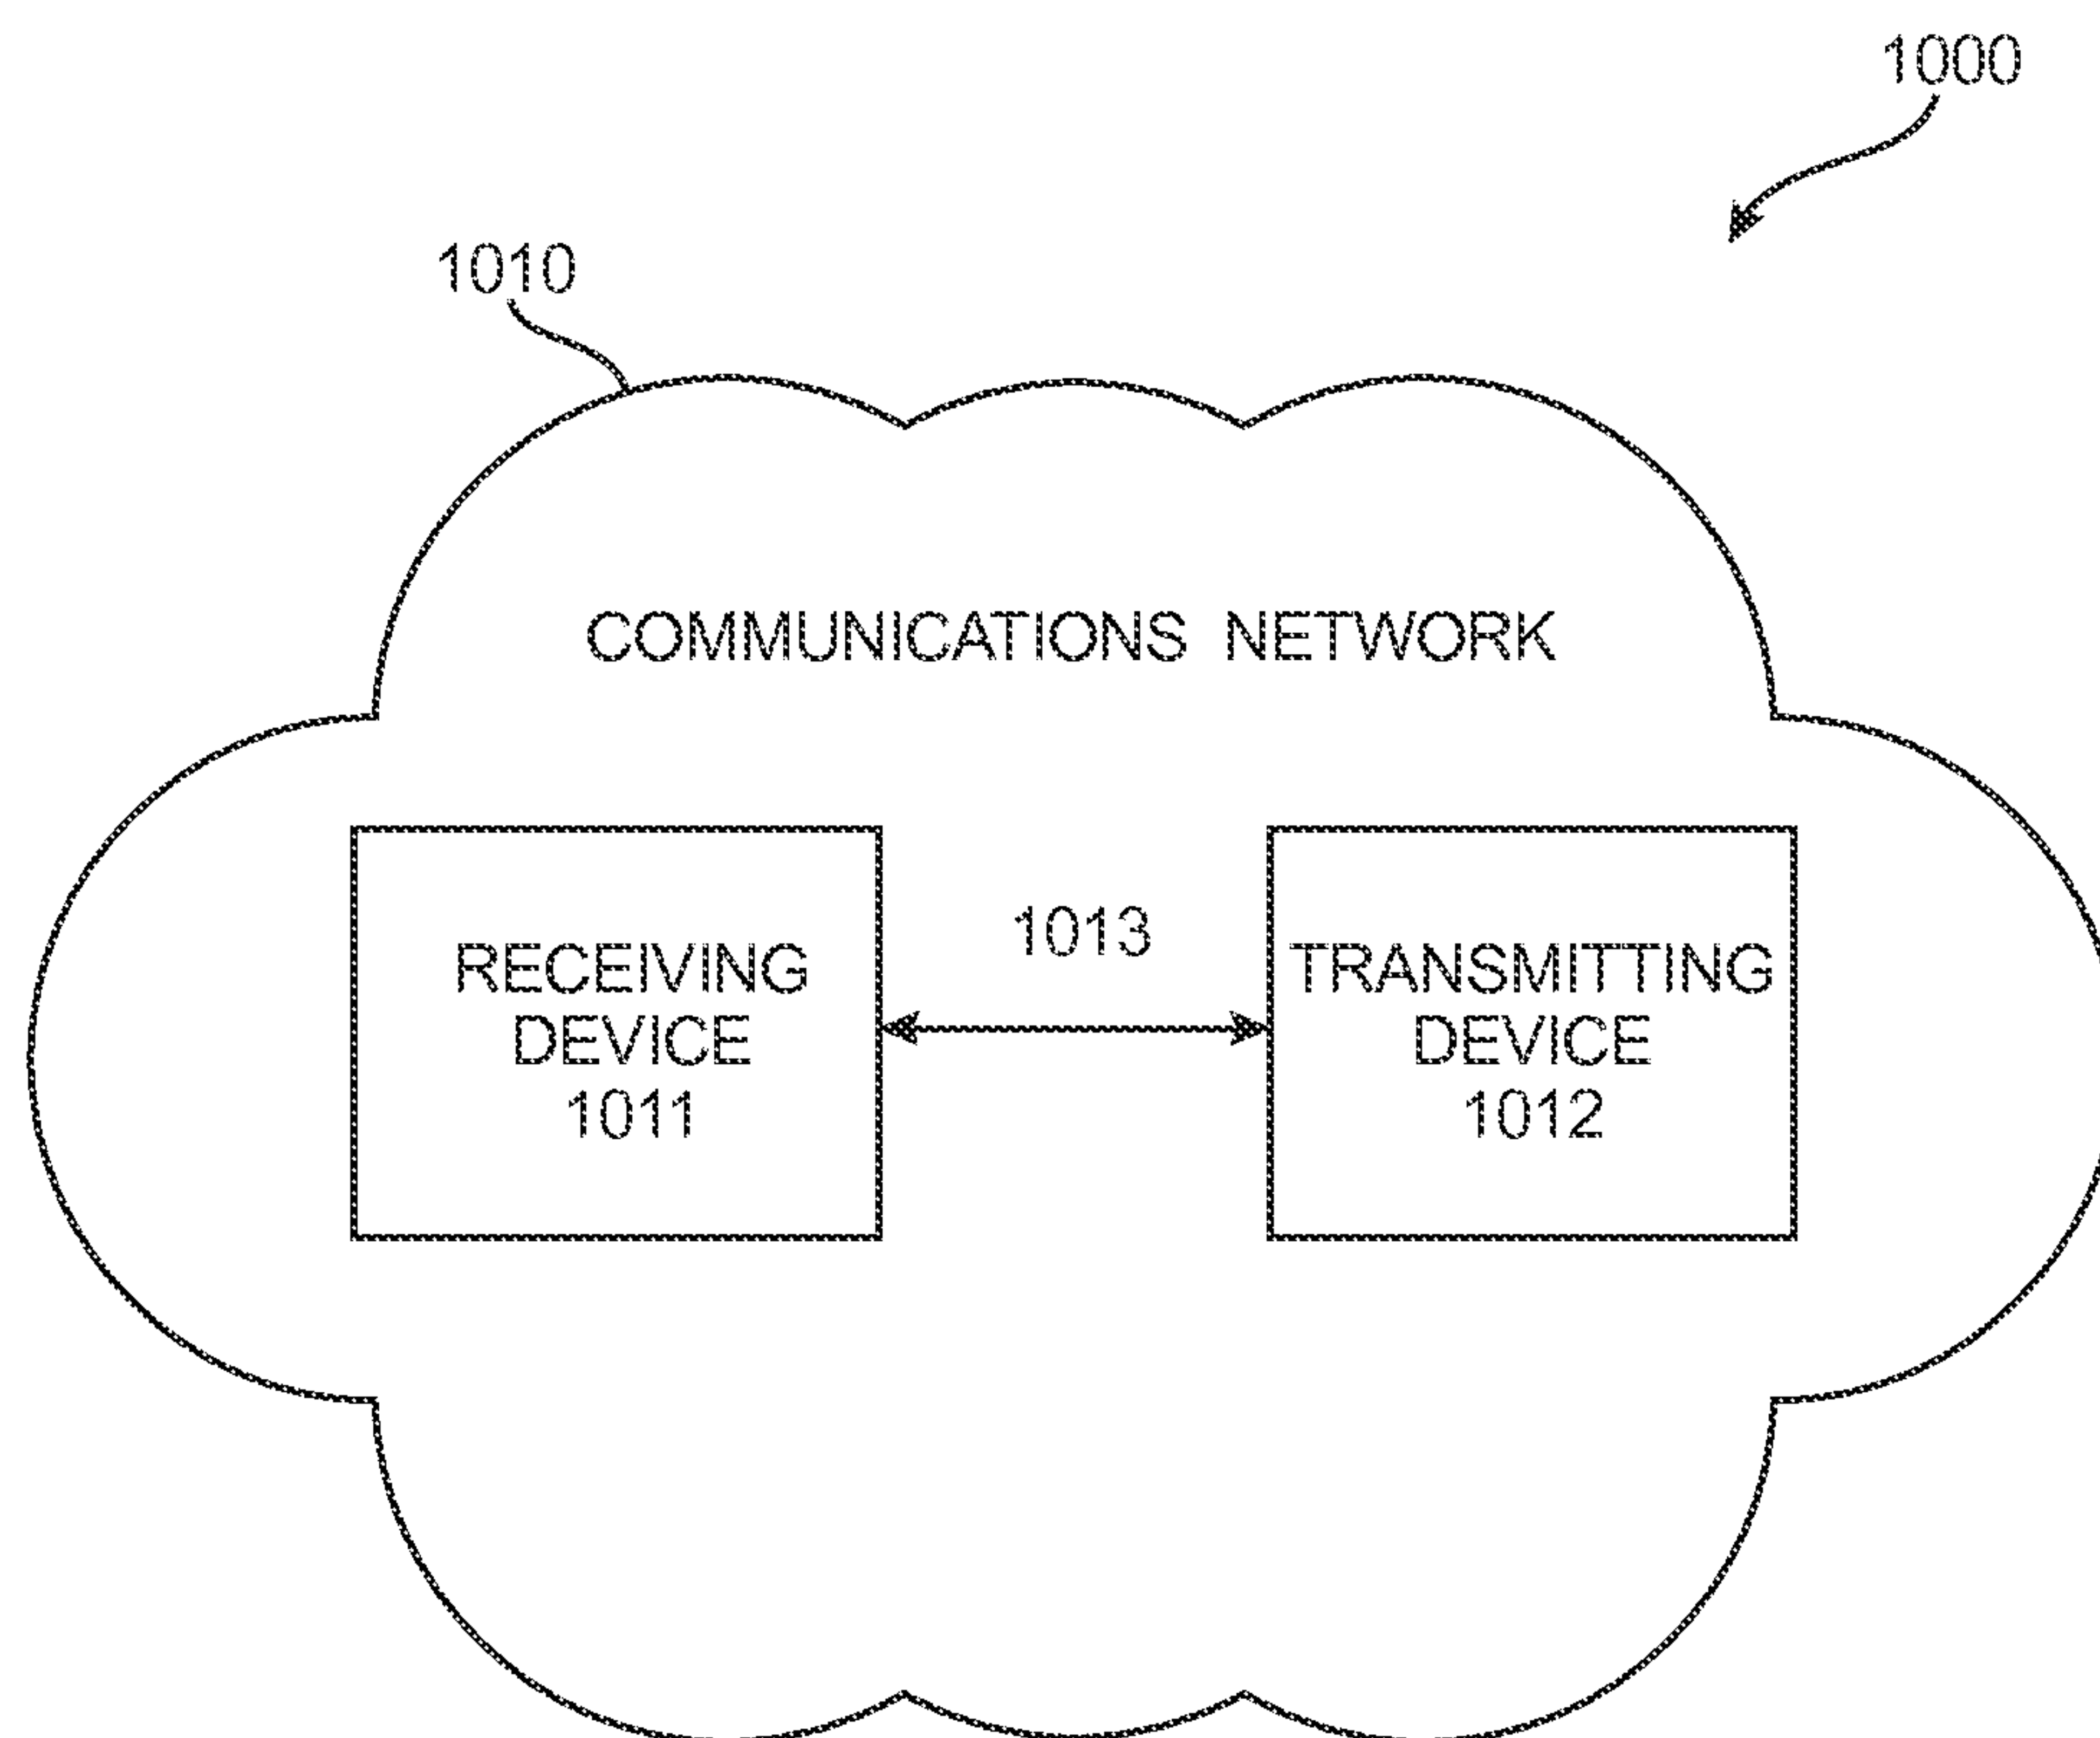 1000
1010
COMMUNICATIONS NETWORK
RECEIVING
DEVICE
1011
1013
TRANSMITTING
DEVICE
1012